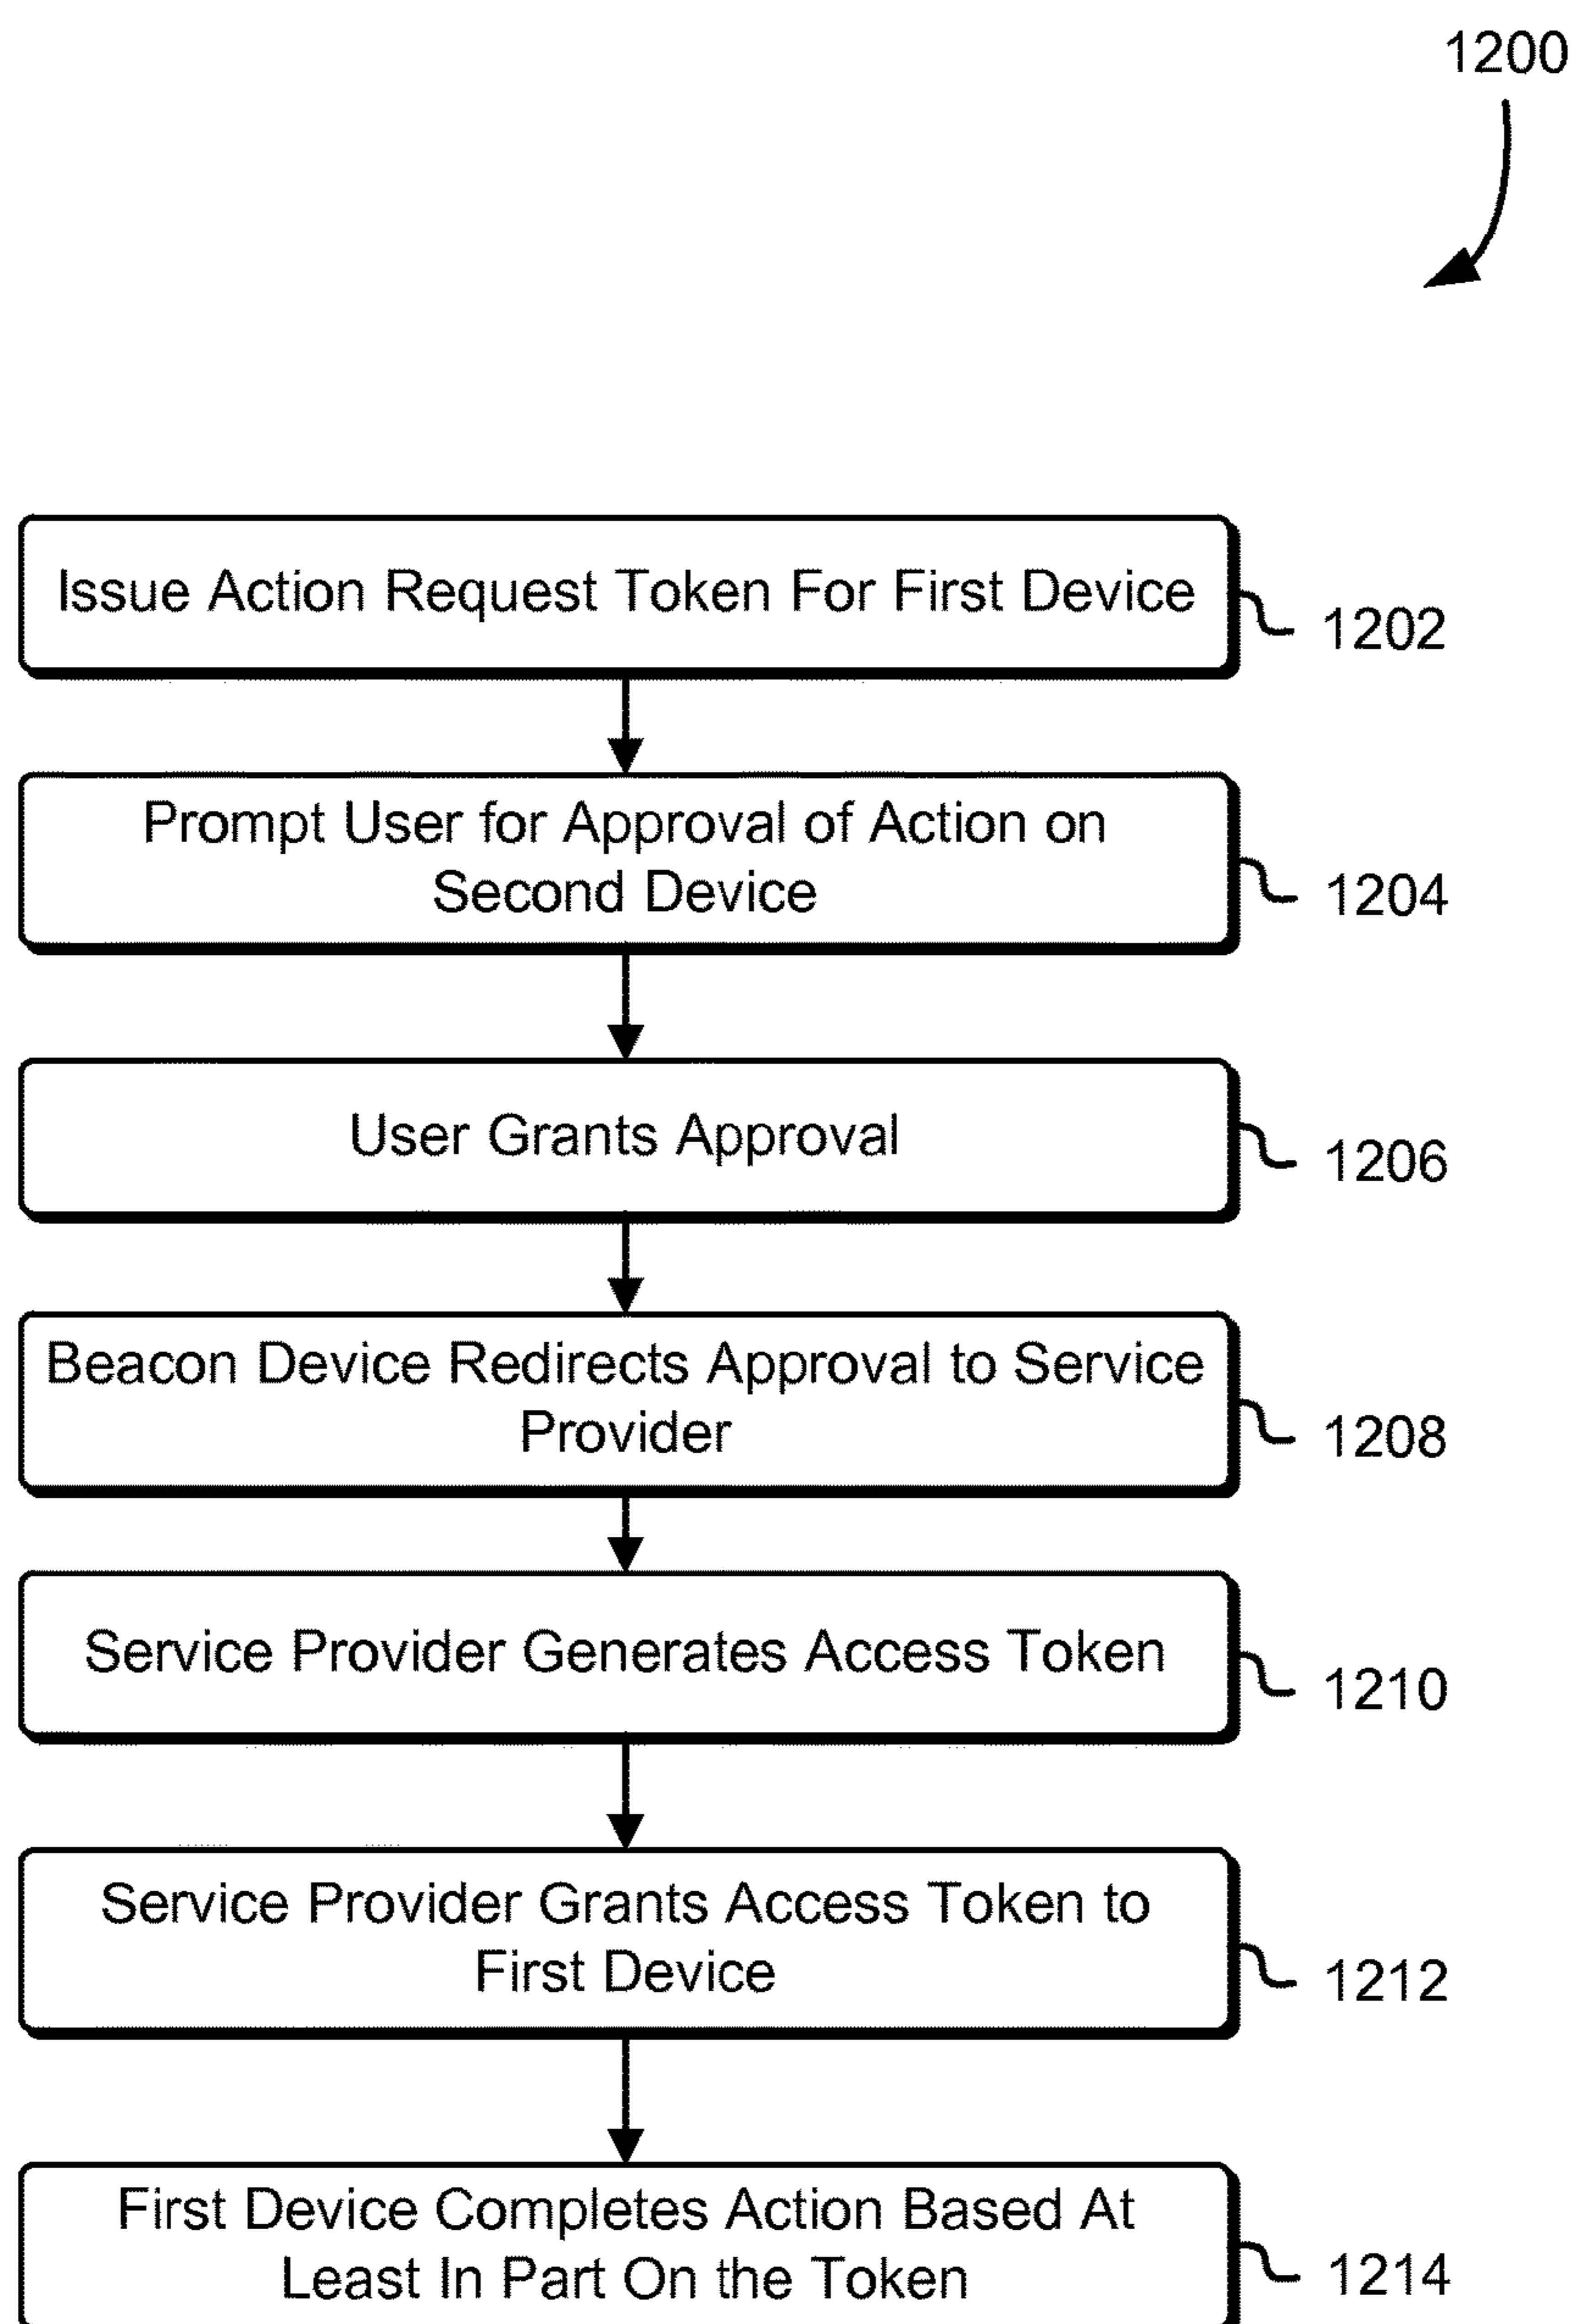 1200
Issue Action Request Token For First Device
1202
Prompt User for Approval of Action on
Second Device
1204
User Grants Approval
1206
Beacon Device Redirects Approval to Service
Provider
1208
Service Provider Generates Access Token
1210
Service Provider Grants Access Token to
First Device
1212
First Device Completes Action Based At
Least In Part On the Token
1214